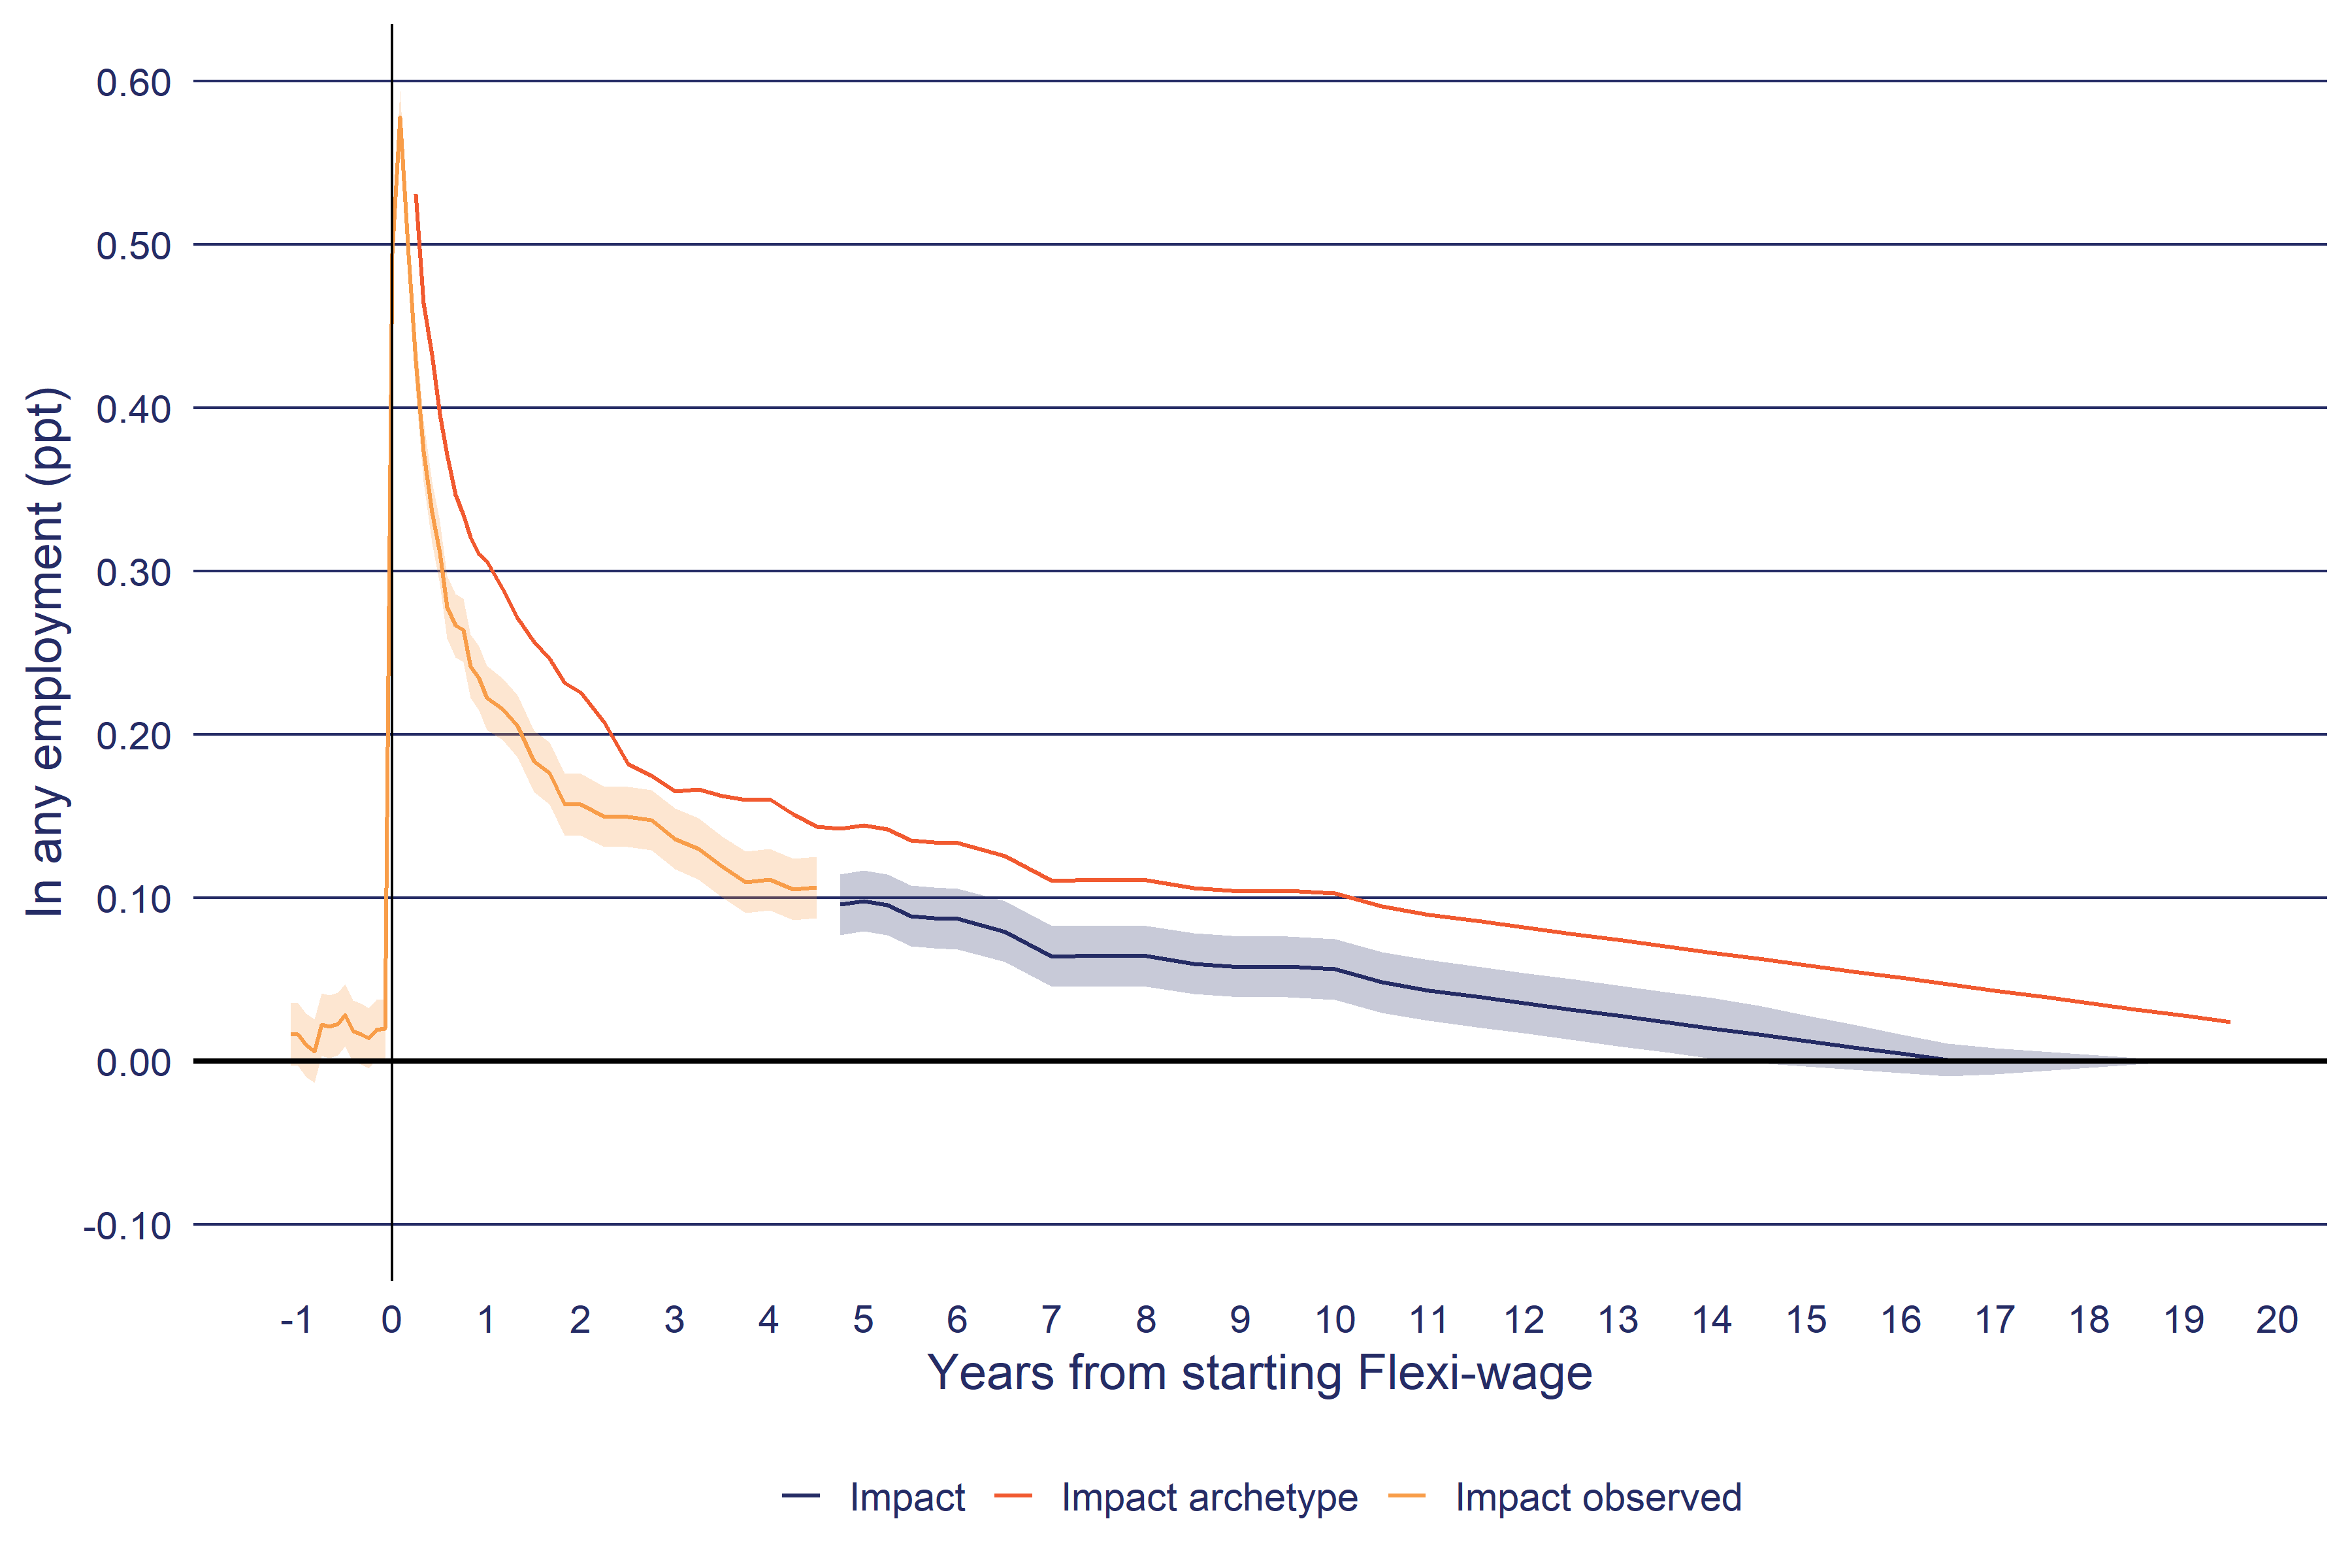 0.60
0.50
0.40
0.30
0.20
0.10
0.00
-0.10
In any employment (ppt)
-1 0 1 2 3 4 5 6 7 8 9 10 11 12 13 14 15 16 17 18 19 20
Years from starting Flexi-wage
Impact Impact archetype Impact observed